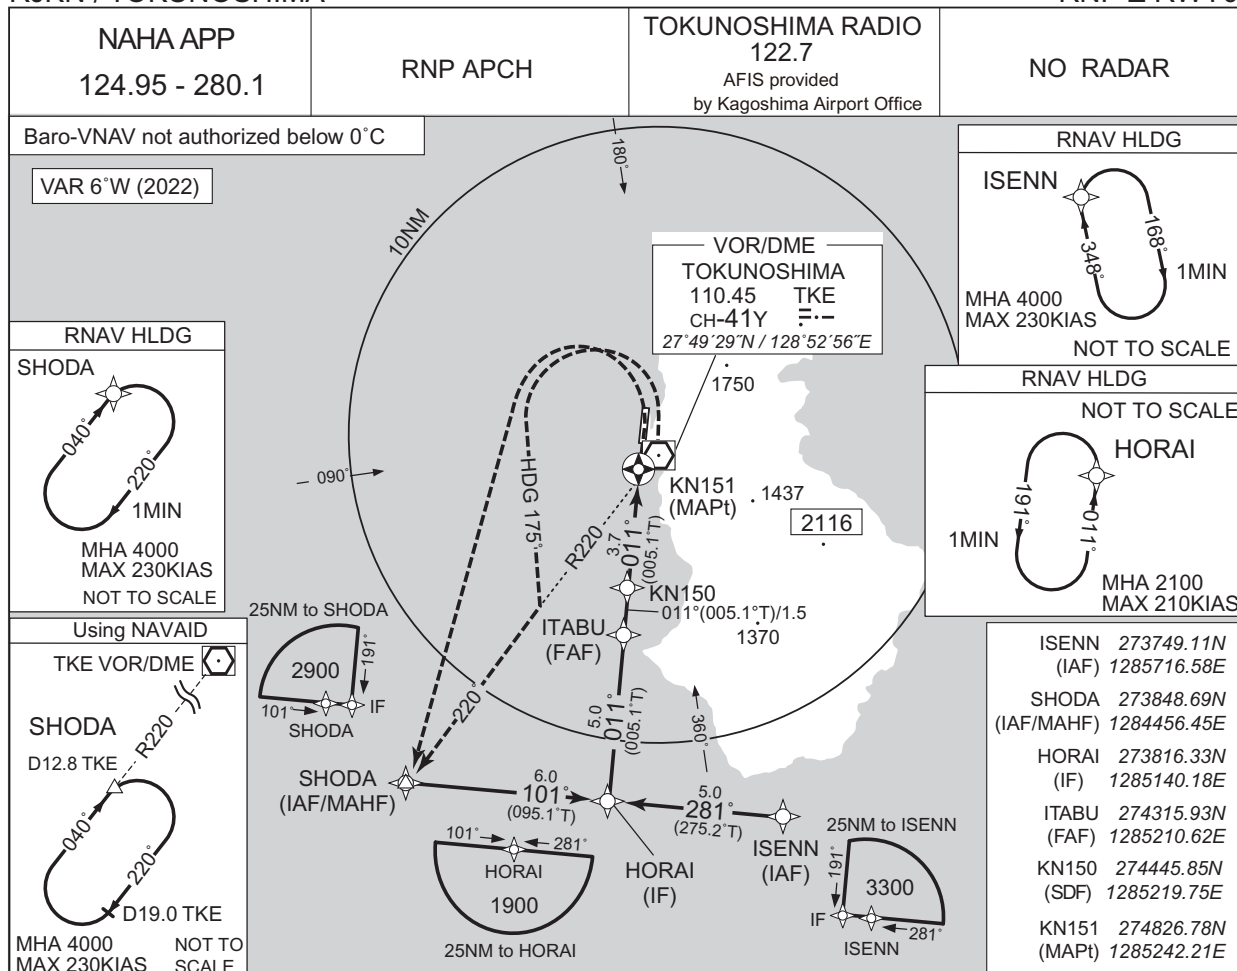 RJKN / TOKUNOSHIMA
NAHA APP
124.95 - 280.1
RNP APCH
TOKUNOSHIMA RADIO
122.7
AFIS provided
by Kagoshima Airport Office
NO RADAR
Baro-VNAV not authorized below 0˚C
VAR 6˚W (2022)
180˚
10NM
090˚
VOR/DME
TOKUNOSHIMA
110.45 TKE
CH-41Y
27˚49´29˝N / 128˚52´56˝E
RNAV HLDG
ISENN
348˚
168˚
1MIN
MHA 4000
MAX 230KIAS
NOT TO SCALE
RNAV HLDG
SHODA
040˚
220˚
1MIN
MHA 4000
MAX 230KIAS
NOT TO SCALE
RNAV HLDG
NOT TO SCALE
HORAI
191˚
011˚
1MIN
MHA 2100
MAX 210KIAS
1750
KN151
(MAPt)
1437
2116
HDG 175˚
R220
3.7
011˚
(005.1˚T)
KN150
011˚(005.1˚T)/1.5
1370
ITABU
(FAF)
25NM to SHODA
2900
191˚
101˚
IF
SHODA
Using NAVAID
TKE VOR/DME
R220
SHODA
D12.8 TKE
040˚
220˚
D19.0 TKE
MHA 4000
MAX 230KIAS
NOT TO
SCALE
220˚
5.0
011˚
(005.1˚T)
360˚
SHODA
(IAF/MAHF)
6.0
101˚
(095.1˚T)
5.0
281˚
(275.2˚T)
HORAI
(IF)
ISENN
(IAF)
101˚
281˚
HORAI
1900
25NM to HORAI
25NM to ISENN
191˚
3300
IF
281˚
ISENN
ISENN 273749.11N
(IAF) 1285716.58E
SHODA 273848.69N
(IAF/MAHF) 1284456.45E
HORAI 273816.33N
(IF) 1285140.18E
ITABU 274315.93N
(FAF) 1285210.62E
KN150 274445.85N
(SDF) 1285219.75E
KN151 274826.78N
(MAPt) 1285242.21E